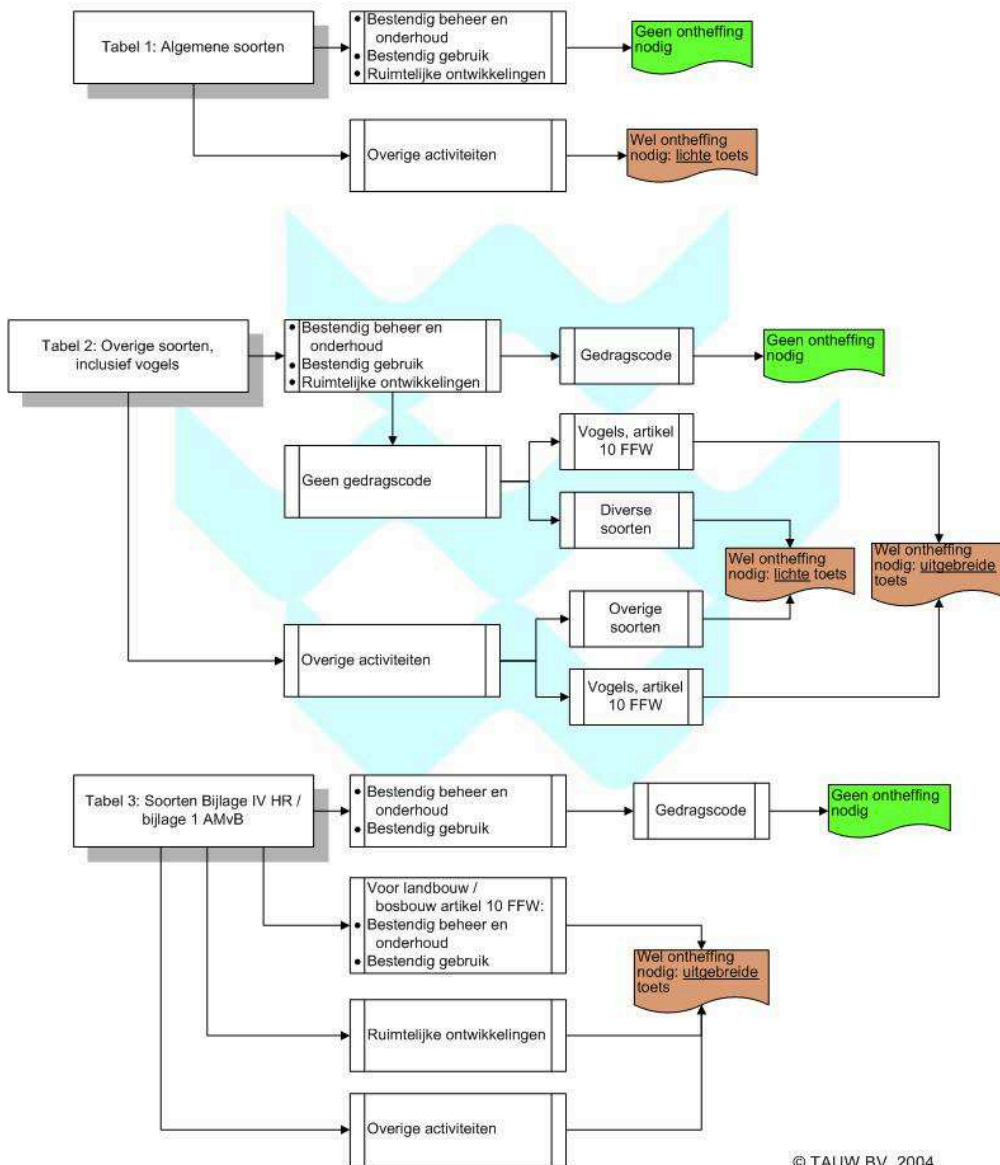 Tabel 1: Algemene soorten
• Bestendig beheer en
onderhoud
• Bestendig gebruik
• Ruimtelijke ontwikkelingen
Geen ontheffing
nodig
Overige activiteiten
Wel ontheffing
nodig: lichte toets
Tabel 2: Overige soorten,
inclusief vogels
• Bestendig beheer en
onderhoud
• Bestendig gebruik
• Ruimtelijke ontwikkelingen
Gedragscode
Geen ontheffing
nodig
Geen gedragscode
Vogels, artikel
10 FFW
Diverse
soorten
Wel ontheffing
nodig: lichte toets
Wel ontheffing
nodig: uitgebreide
toets
Overige activiteiten
Overige
soorten
Vogels, artikel
10 FFW
Tabel 3: Soorten Bijlage IV HR /
bijlage 1 AMvB
• Bestendig beheer en
onderhoud
• Bestendig gebruik
Gedragscode
Geen ontheffing
nodig
Voor landbouw /
bosbouw artikel 10 FFW:
• Bestendig beheer en
onderhoud
• Bestendig gebruik
Wel ontheffing
nodig: uitgebreide
toets
Ruimtelijke ontwikkelingen
Overige activiteiten
© TAUW BV, 2004